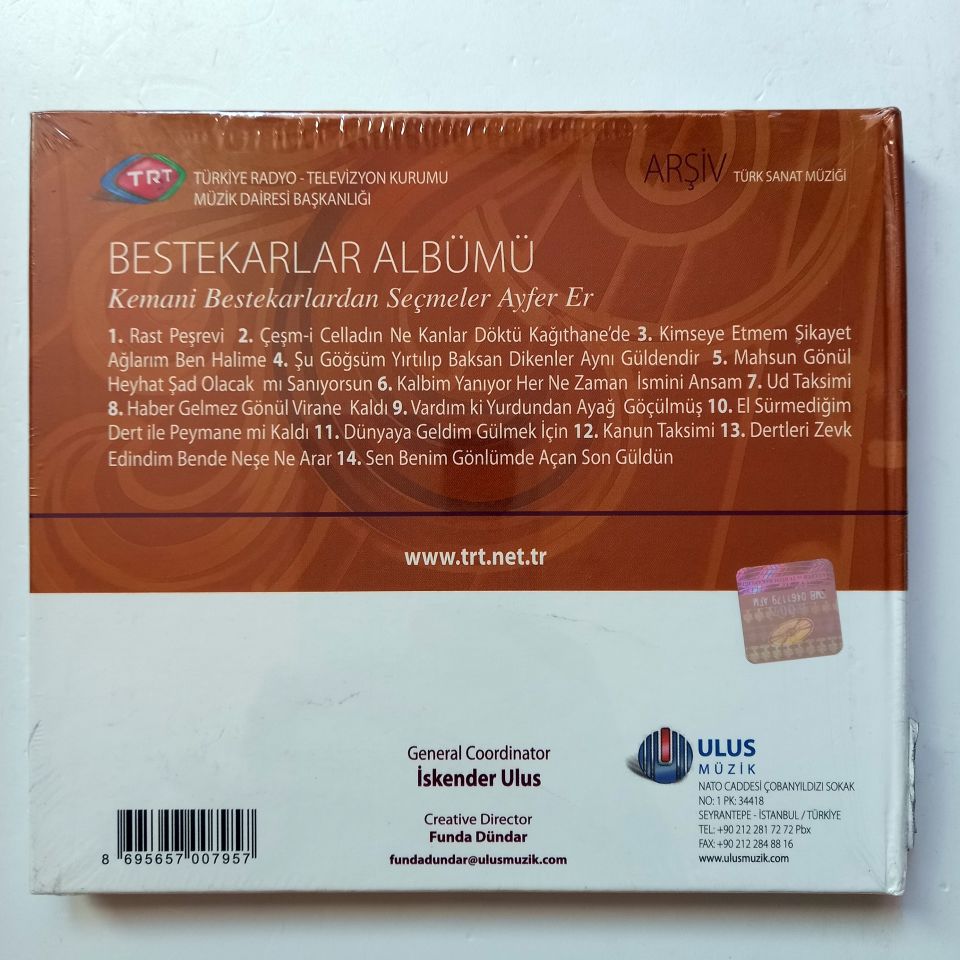 TRT
TÜRKİYE RADYO - TELEVİZYON KURUMU
MÜZİK DAİRESİ BAŞKANLIĞI
ARŞİV TÜRK SANAT MÜZİĞİ
BESTEKARLAR ALBÜMÜ
Kemani Bestekarlardan Seçmeler Ayfer Er
1. Rast Peşrevi 2. Çeşm-i Celladın Ne Kanlar Döktü Kağıthane'de 3. Kimseye Etmem Şikayet
Ağlarım Ben Halime 4. Şu Göğsüm Yırtılıp Baksan Dikenler Aynı Güldendir 5. Mahsun Gönül
Heyhat Şad Olacak mı Sanıyorsun 6. Kalbim Yanıyor Her Ne Zaman İsmini Ansam 7. Ud Taksimi
8. Haber Gelmez Gönül Virane Kaldı 9. Vardım ki Yurdundan Ayağ Göçülmüş 10. El Sürmediğim
Dert ile Peymane mi Kaldı 11. Dünyaya Geldim Gülmek İçin 12. Kanun Taksimi 13. Dertleri Zevk
Edindim Bende Neşe Ne Arar 14. Sen Benim Gönlümde Açan Son Güldün
www.trt.net.tr
SMB 0461179 AFM
General Coordinator
İskender Ulus
Creative Director
Funda Dündar
fundadundar@ulusmuzik.com
ULUS
MÜZİK
NATO CADDESİ ÇOBANYILDIZI SOKAK
NO: 1 PK: 34418
SEYRANTEPE - İSTANBUL / TÜRKİYE
TEL: +90 212 281 72 72 Pbx
FAX: +90 212 284 88 16
www.ulusmuzik.com
8 695657 007957